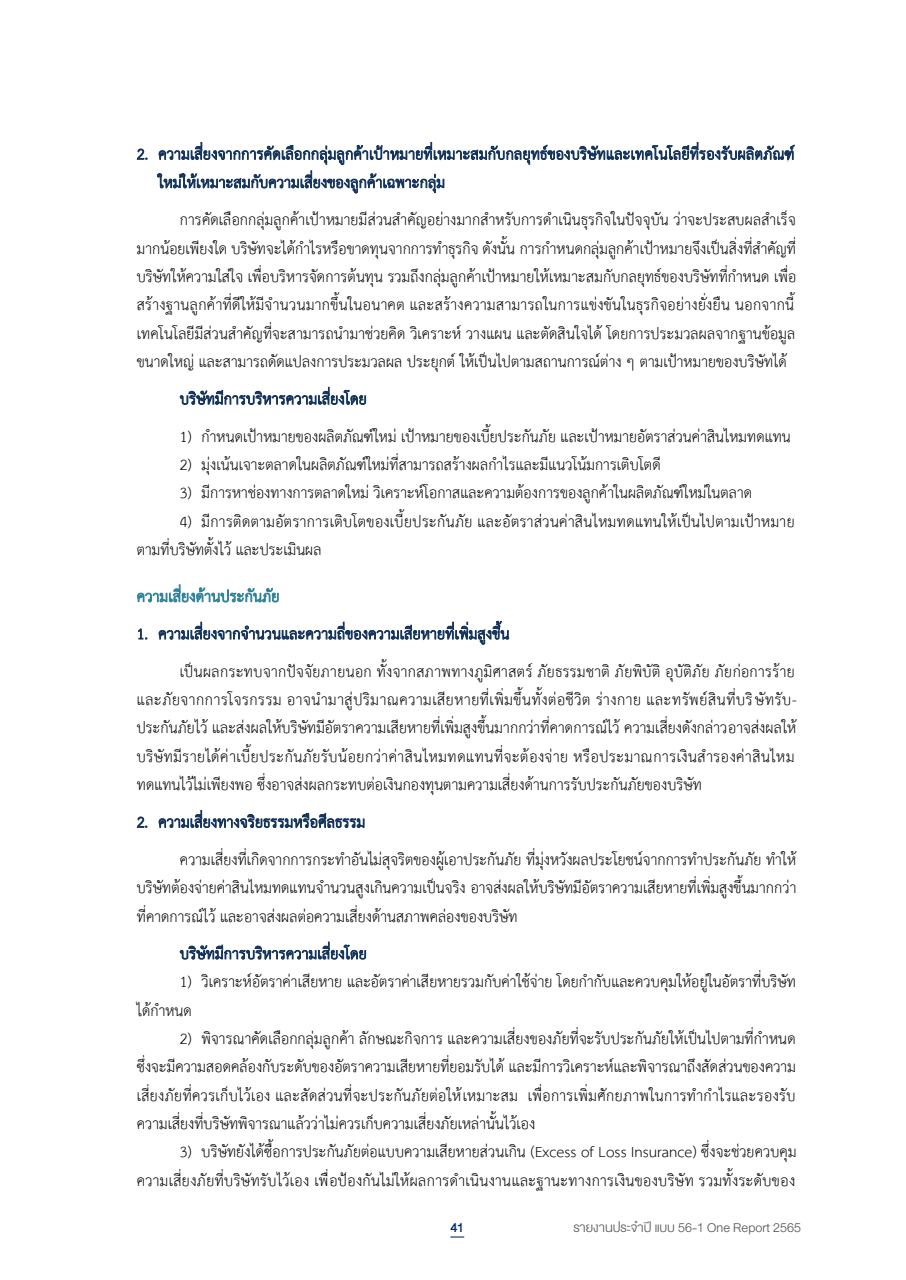 2. ความเสี่ยงจากการคัดเลือกกลุ่มลูกค้าเป้าหมายที่เหมาะสมกับกลยุทธ์ของบริษัทและเทคโนโลยีที่รองรับผลิตภัณฑ์
ใหม่ให้เหมาะสมกับความเสี่ยงของลูกค้าเฉพาะกลุ่ม
การคัดเลือกกลุ่มลูกค้าเป้าหมายมีส่วนสำคัญอย่างมากสำหรับการดำเนินธุรกิจในปัจจุบัน ว่าจะประสบผลสำเร็จ
มากน้อยเพียงใด บริษัทจะได้กำไรหรือขาดทุนจากการทำธุรกิจ ดังนั้น การกำหนดกลุ่มลูกค้าเป้าหมายจึงเป็นสิ่งที่สำคัญที่
บริษัทให้ความใส่ใจ เพื่อบริหารจัดการต้นทุน รวมถึงกลุ่มลูกค้าเป้าหมายให้เหมาะสมกับกลยุทธ์ของบริษัทที่กำหนด เพื่อ
สร้างฐานลูกค้าที่ดีให้มีจำนวนมากขึ้นในอนาคต และสร้างความสามารถในการแข่งขันในธุรกิจอย่างยั่งยืน นอกจากนี้
เทคโนโลยีมีส่วนสำคัญที่จะสามารถนำมาช่วยคิด วิเคราะห์ วางแผน และตัดสินใจได้ โดยการประมวลผลจากฐานข้อมูล
ขนาดใหญ่ และสามารถดัดแปลงการประมวลผล ประยุกต์ ให้เป็นไปตามสถานการณ์ต่าง ๆ ตามเป้าหมายของบริษัทได้
บริษัทมีการบริหารความเสี่ยงโดย
1) กำหนดเป้าหมายของผลิตภัณฑ์ใหม่ เป้าหมายของเบี้ยประกันภัย และเป้าหมายอัตราส่วนค่าสินไหมทดแทน
2) มุ่งเน้นเจาะตลาดในผลิตภัณฑ์ใหม่ที่สามารถสร้างผลกำไรและมีแนวโน้มการเติบโตดี
3) มีการหาช่องทางการตลาดใหม่ วิเคราะห์โอกาสและความต้องการของลูกค้าในผลิตภัณฑ์ใหม่ในตลาด
4) มีการติดตามอัตราการเติบโตของเบี้ยประกันภัย และอัตราส่วนค่าสินไหมทดแทนให้เป็นไปตามเป้าหมาย
ตามที่บริษัทตั้งไว้ และประเมินผล
ความเสี่ยงด้านประกันภัย
1. ความเสี่ยงจากจำนวนและความถี่ของความเสียหายที่เพิ่มสูงขึ้น
เป็นผลกระทบจากปัจจัยภายนอก ทั้งจากสภาพทางภูมิศาสตร์ ภัยธรรมชาติ ภัยพิบัติ อุบัติภัย ภัยก่อการร้าย
และภัยจากการโจรกรรม อาจนำมาสู่ปริมาณความเสียหายที่เพิ่มขึ้นทั้งต่อชีวิต ร่างกาย และทรัพย์สินที่บริษัทรับ-
ประกันภัยไว้ และส่งผลให้บริษัทมีอัตราความเสียหายที่เพิ่มสูงขึ้นมากกว่าที่คาดการณ์ไว้ ความเสี่ยงดังกล่าวอาจส่งผลให้
บริษัทมีรายได้ค่าเบี้ยประกันภัยรับน้อยกว่าค่าสินไหมทดแทนที่จะต้องจ่าย หรือประมาณการเงินสำรองค่าสินไหม
ทดแทนไว้ไม่เพียงพอ ซึ่งอาจส่งผลกระทบต่อเงินกองทุนตามความเสี่ยงด้านการรับประกันภัยของบริษัท
2. ความเสี่ยงทางจริยธรรมหรือศีลธรรม
ความเสี่ยงที่เกิดจากการกระทำอันไม่สุจริตของผู้เอาประกันภัย ที่มุ่งหวังผลประโยชน์จากการทำประกันภัย ทำให้
บริษัทต้องจ่ายค่าสินไหมทดแทนจำนวนสูงเกินความเป็นจริง อาจส่งผลให้บริษัทมีอัตราความเสียหายที่เพิ่มสูงขึ้นมากกว่า
ที่คาดการณ์ไว้ และอาจส่งผลต่อความเสี่ยงด้านสภาพคล่องของบริษัท
บริษัทมีการบริหารความเสี่ยงโดย
1) วิเคราะห์อัตราค่าเสียหาย และอัตราค่าเสียหายรวมกับค่าใช้จ่าย โดยกำกับและควบคุมให้อยู่ในอัตราที่บริษัท
ได้กำหนด
2) พิจารณาคัดเลือกกลุ่มลูกค้า ลักษณะกิจการ และความเสี่ยงของภัยที่จะรับประกันภัยให้เป็นไปตามที่กำหนด
ซึ่งจะมีความสอดคล้องกับระดับของอัตราความเสียหายที่ยอมรับได้ และมีการวิเคราะห์และพิจารณาถึงสัดส่วนของความ
เสี่ยงภัยที่ควรเก็บไว้เอง และสัดส่วนที่จะประกันภัยต่อให้เหมาะสม เพื่อการเพิ่มศักยภาพในการทำกำไรและรองรับ
ความเสี่ยงที่บริษัทพิจารณาแล้วว่าไม่ควรเก็บความเสี่ยงภัยเหล่านั้นไว้เอง
3) บริษัทยังได้ซื้อการประกันภัยต่อแบบความเสียหายส่วนเกิน (Excess of Loss Insurance) ซึ่งจะช่วยควบคุม
ความเสี่ยงภัยที่บริษัทรับไว้เอง เพื่อป้องกันไม่ให้ผลการดำเนินงานและฐานะทางการเงินของบริษัท รวมทั้งระดับของ
41
รายงานประจำปี แบบ 56-1 One Report 2565